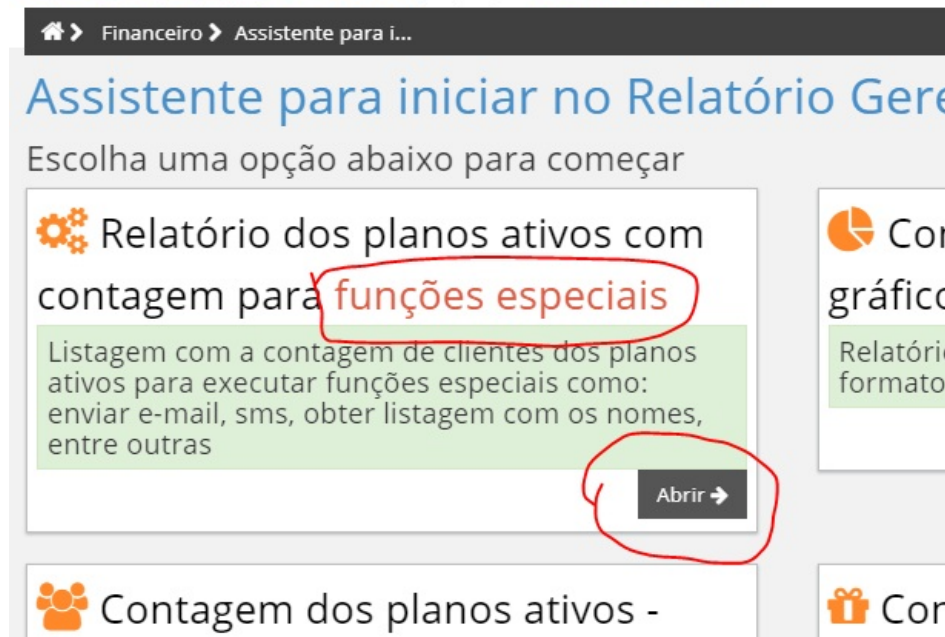 Financeiro Assistente para i...
Assistente para iniciar no Relatório Gere
Escolha uma opção abaixo para começar
Relatório dos planos ativos com
contagem para funções especiais
Listagem com a contagem de clientes dos planos
ativos para executar funções especiais como:
enviar e-mail, sms, obter listagem com os nomes,
entre outras
Abrir
Con
gráfico
Relatório
formato
Contagem dos planos ativos -
Con